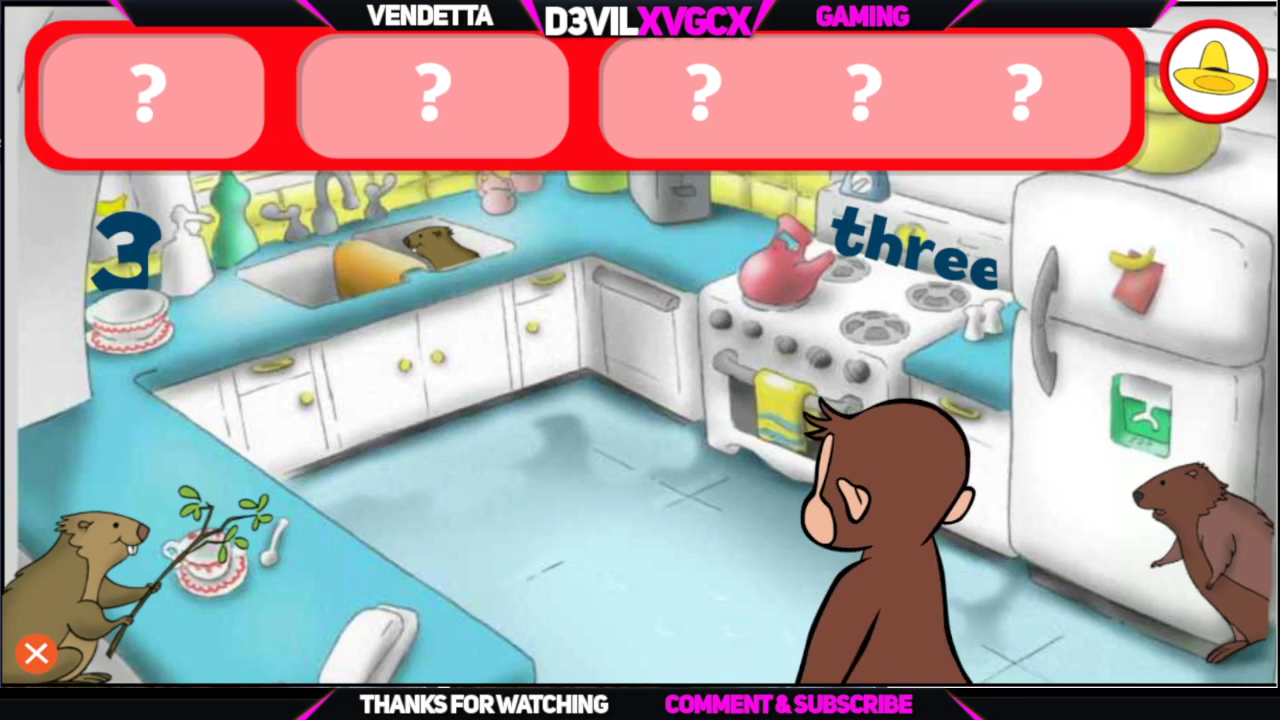 VENDETTA D3VILXVGCX GAMING
? ? ? ? ?
3
three
THANKS FOR WATCHING COMMENT & SUBSCRIBE